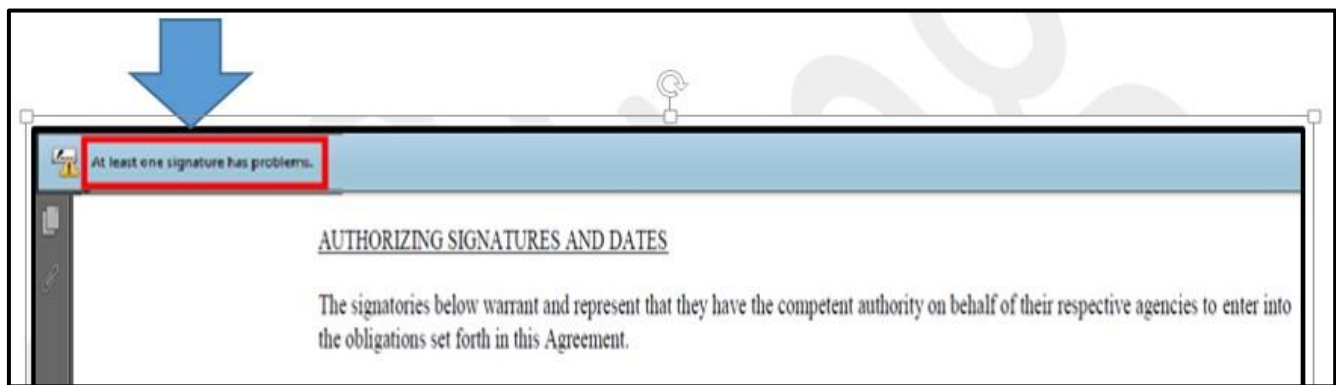 At least one signature has problems.
AUTHORIZING SIGNATURES AND DATES
The signatories below warrant and represent that they have the competent authority on behalf of their respective agencies to enter into
the obligations set forth in this Agreement.